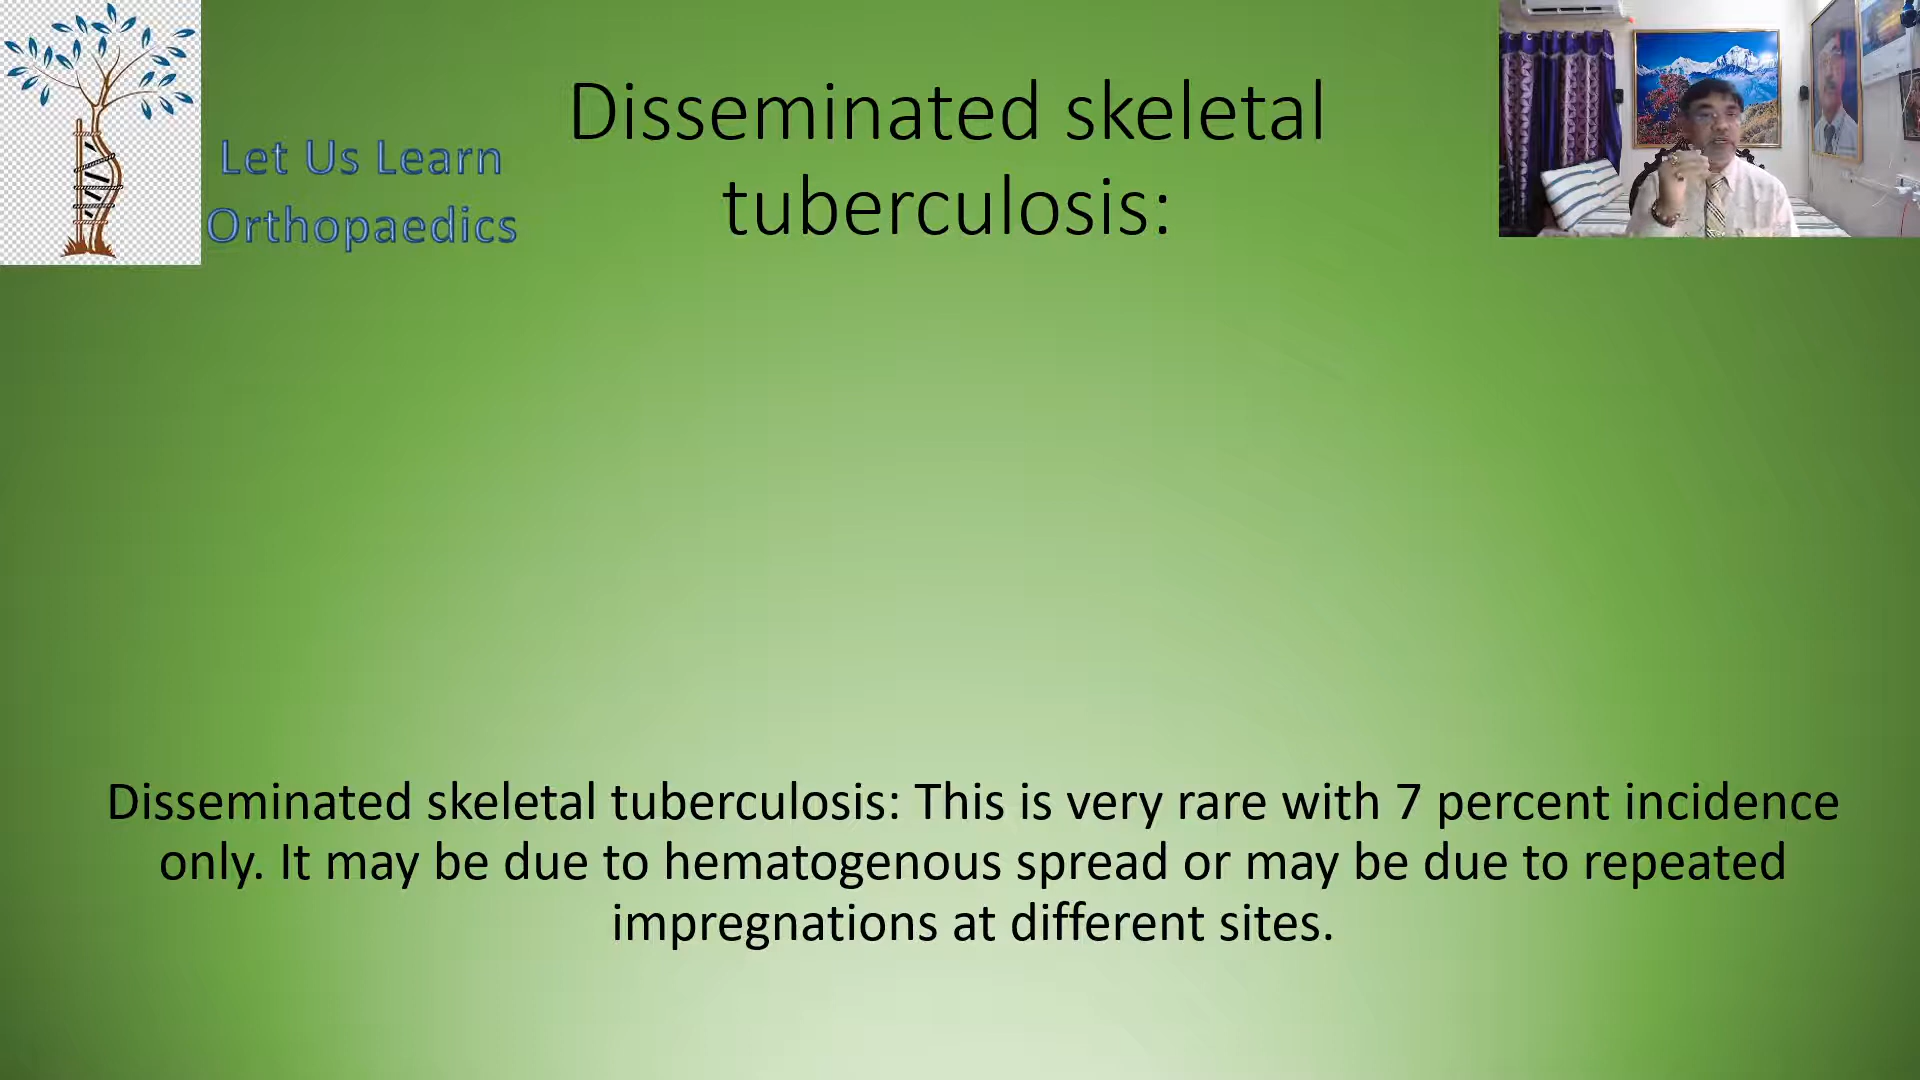 Let Us Learn
Orthopaedics
Disseminated skeletal
tuberculosis:
Disseminated skeletal tuberculosis: This is very rare with 7 percent incidence
only. It may be due to hematogenous spread or may be due to repeated
impregnations at different sites.